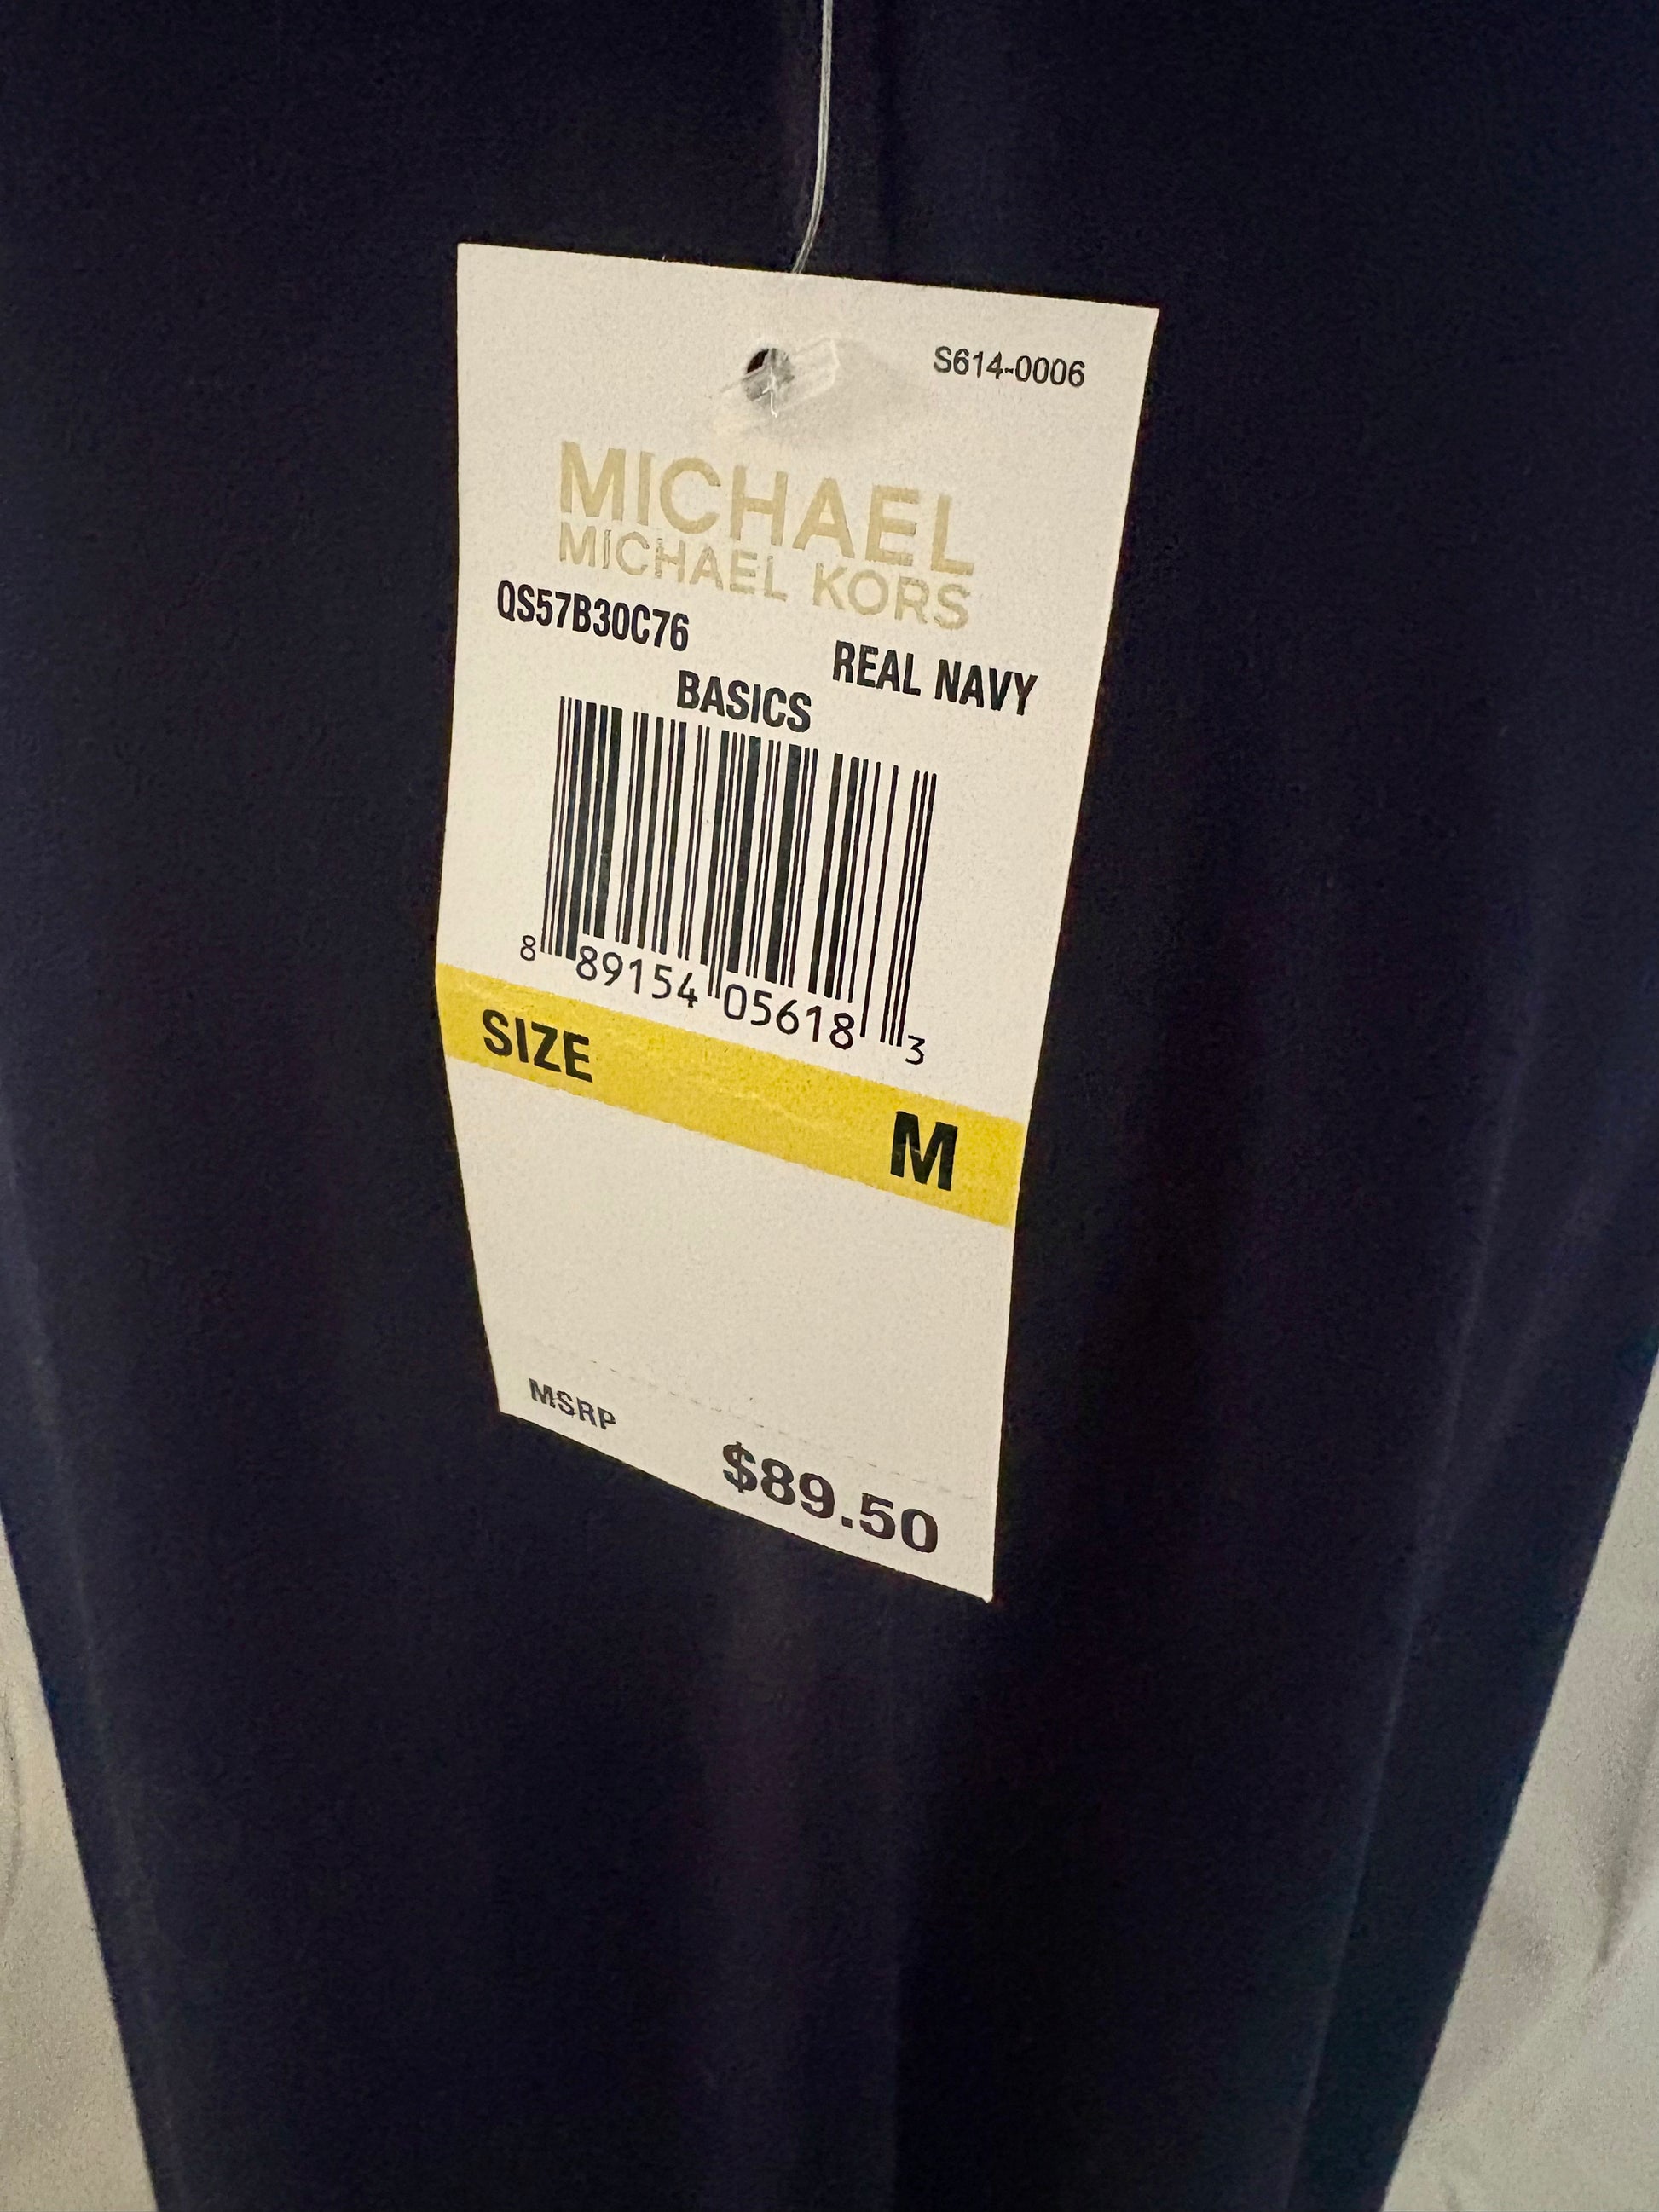 S614-0006
MICHAEL
MICHAEL KORS
QS57B30C76
REAL NAVY
BASICS
8 89154 05618 3
SIZE M
MSRP
$89.50